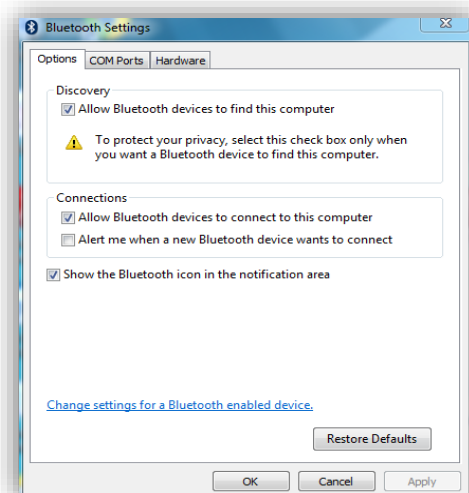 Bluetooth Settings
Options COM Ports Hardware
Discovery
Allow Bluetooth devices to find this computer
To protect your privacy, select this check box only when
you want a Bluetooth device to find this computer.
Connections
Allow Bluetooth devices to connect to this computer
Alert me when a new Bluetooth device wants to connect
Show the Bluetooth icon in the notification area
Change settings for a Bluetooth enabled device.
Restore Defaults
OK Cancel Apply